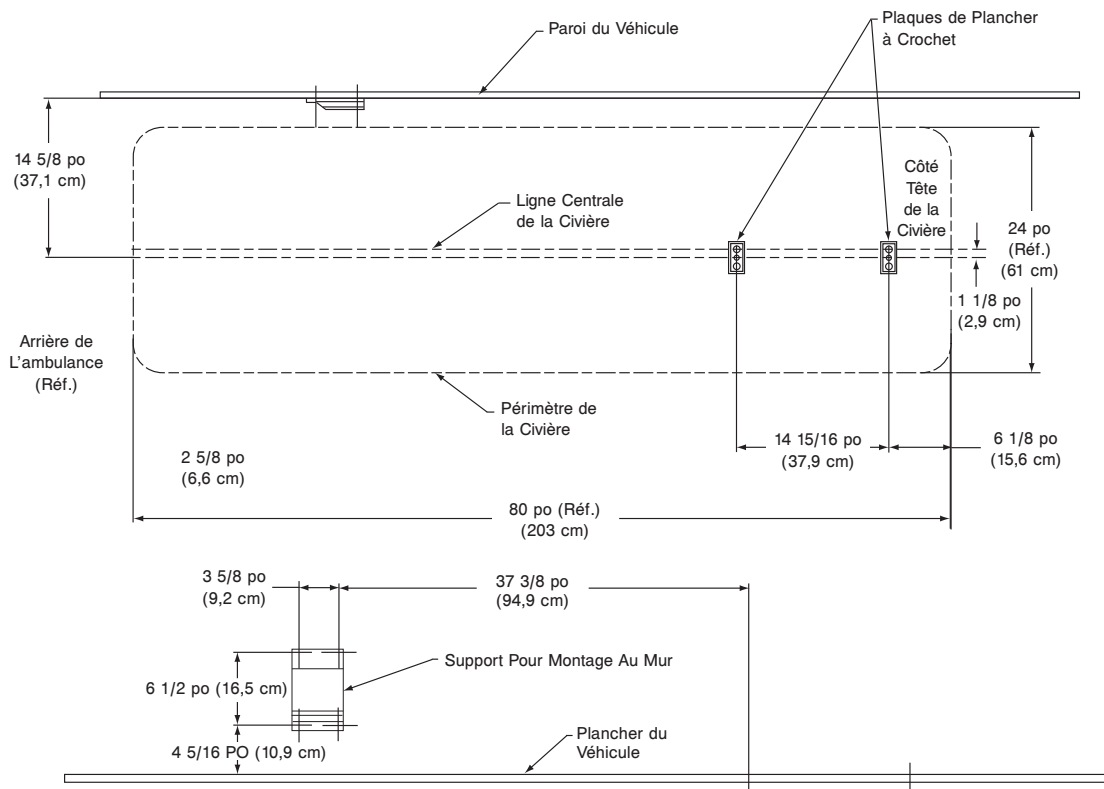 Paroi du Véhicule
Plaques de Plancher
à Crochet
14 5/8 po
(37,1 cm)
Côté
Tête
de la
Civière
Ligne Centrale
de la Civière
24 po
(Réf.)
(61 cm)
1 1/8 po
(2,9 cm)
Arrière de
L'ambulance
(Réf.)
Périmètre de
la Civière
14 15/16 po
(37,9 cm)
6 1/8 po
(15,6 cm)
2 5/8 po
(6,6 cm)
80 po (Réf.)
(203 cm)
3 5/8 po
(9,2 cm)
37 3/8 po
(94,9 cm)
Support Pour Montage Au Mur
6 1/2 po (16,5 cm)
Plancher du
Véhicule
4 5/16 PO (10,9 cm)